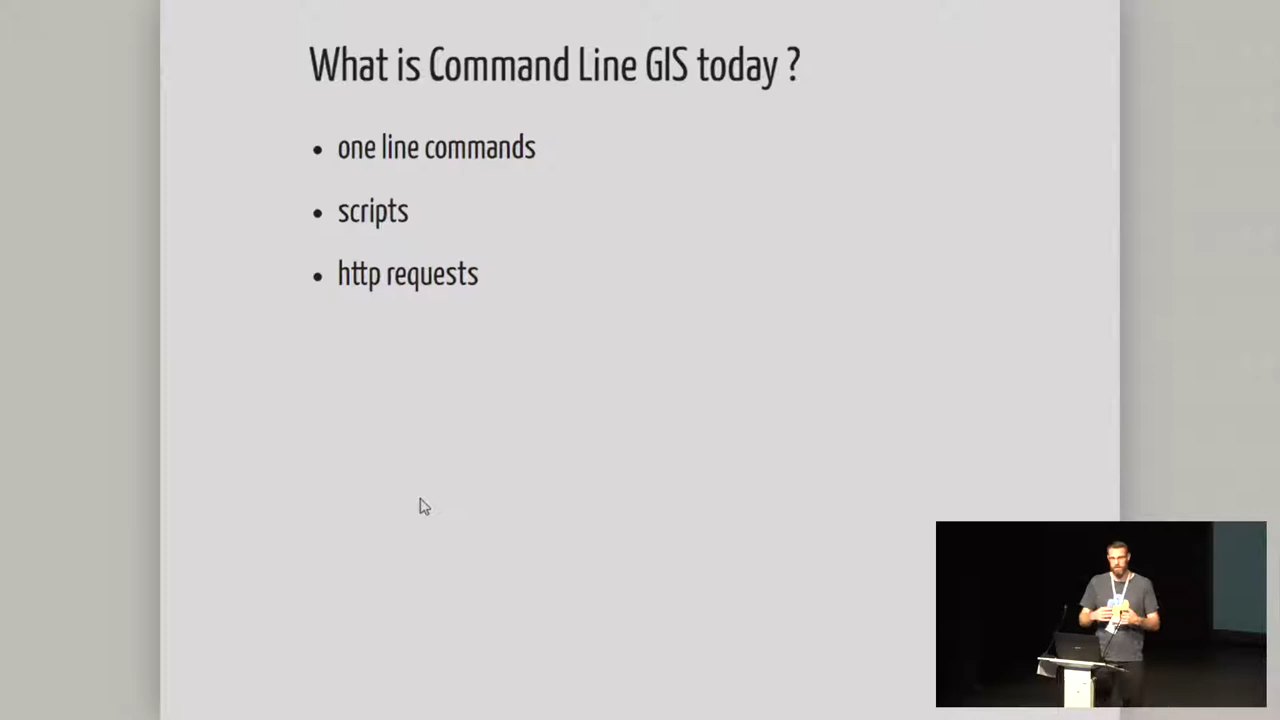 What is Command Line GIS today ?
• one line commands
• scripts
• http requests